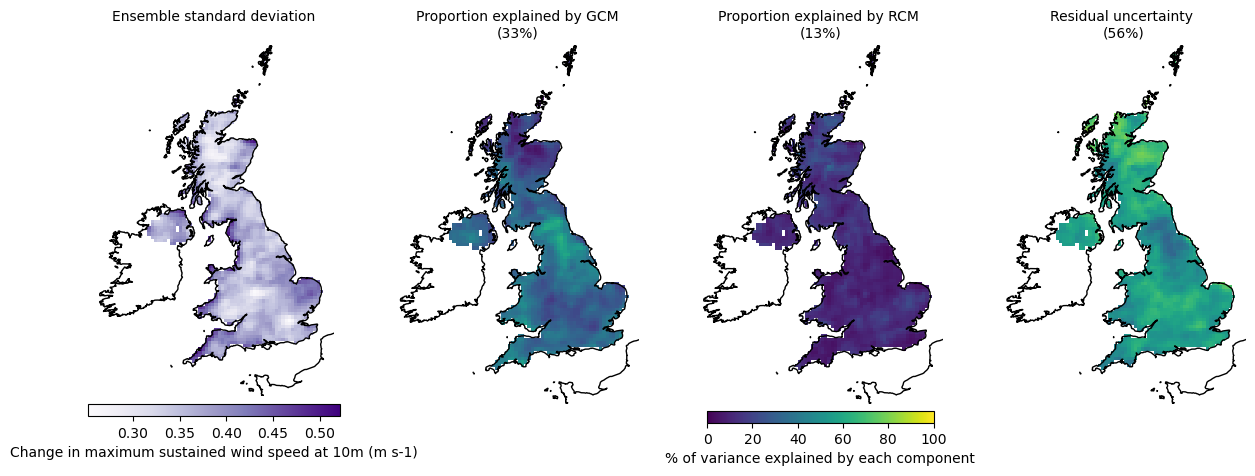 Ensemble standard deviation
Proportion explained by GCM
(33%)
Proportion explained by RCM
(13%)
Residual uncertainty
(56%)
0.30 0.35 0.40 0.45 0.50
Change in maximum sustained wind speed at 10m (m s-1)
0 20 40 60 80 100
% of variance explained by each component